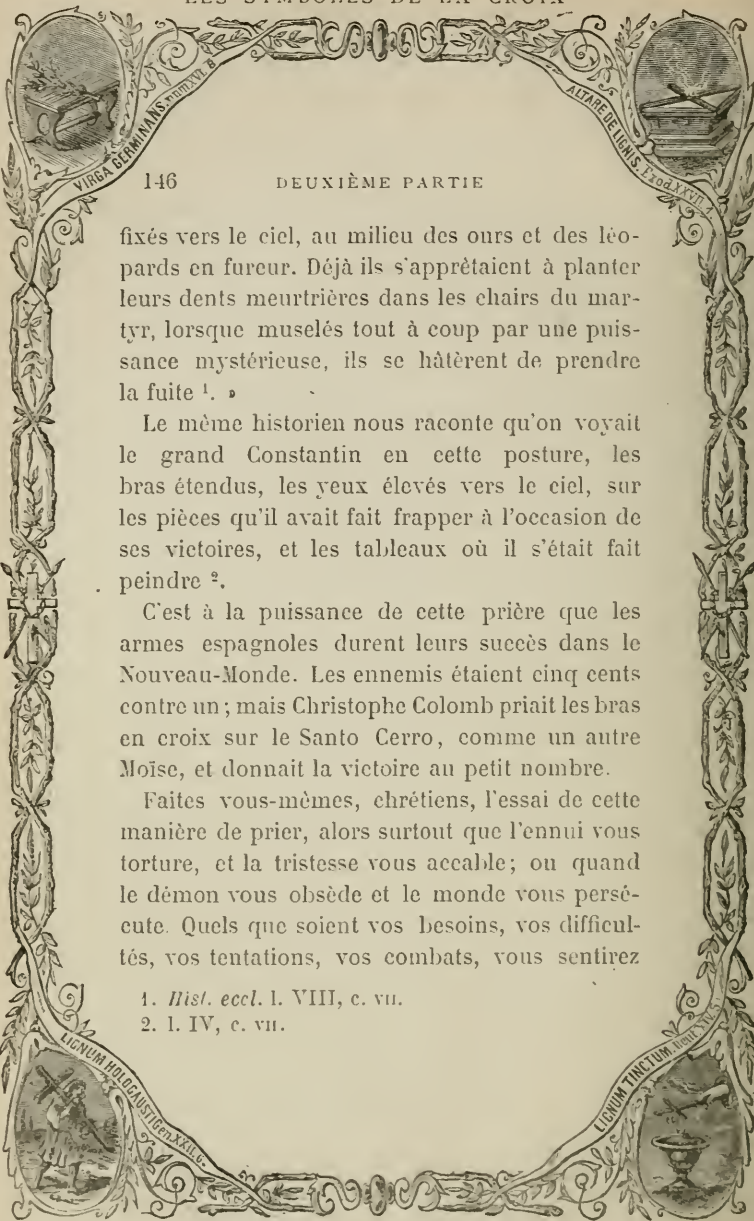 LES SYMBOLES DE LA CROIX
VIRGA GERMINANS.
ALTARE DE LIGNIS. Exod. XXVII. 1.
146 DEUXIÈME PARTIE
fixés vers le ciel, au milieu des ours et des léo-
pards en fureur. Déjà ils s'apprêtaient à planter
leurs dents meurtrières dans les chairs du mar-
tyr, lorsque muselés tout à coup par une puis-
sance mystérieuse, ils se hâtèrent de prendre
la fuite ¹. »
Le même historien nous raconte qu'on voyait
le grand Constantin en cette posture, les
bras étendus, les yeux élevés vers le ciel, sur
les pièces qu'il avait fait frapper à l'occasion de
ses victoires, et les tableaux où il s'était fait
peindre ².
C'est à la puissance de cette prière que les
armes espagnoles durent leurs succès dans le
Nouveau-Monde. Les ennemis étaient cinq cents
contre un ; mais Christophe Colomb priait les bras
en croix sur le Santo Cerro, comme un autre
Moïse, et donnait la victoire au petit nombre.
Faites vous-mêmes, chrétiens, l'essai de cette
manière de prier, alors surtout que l'ennui vous
torture, et la tristesse vous accable ; ou quand
le démon vous obsède et le monde vous persé-
cute. Quels que soient vos besoins, vos difficul-
tés, vos tentations, vos combats, vous sentirez
1. Hist. eccl. l. VIII, c. VII.
2. l. IV, c. VII.
LIGNUM HOLOCAUSTI Gen. XXII. 6.
LIGNUM TINCTUM.